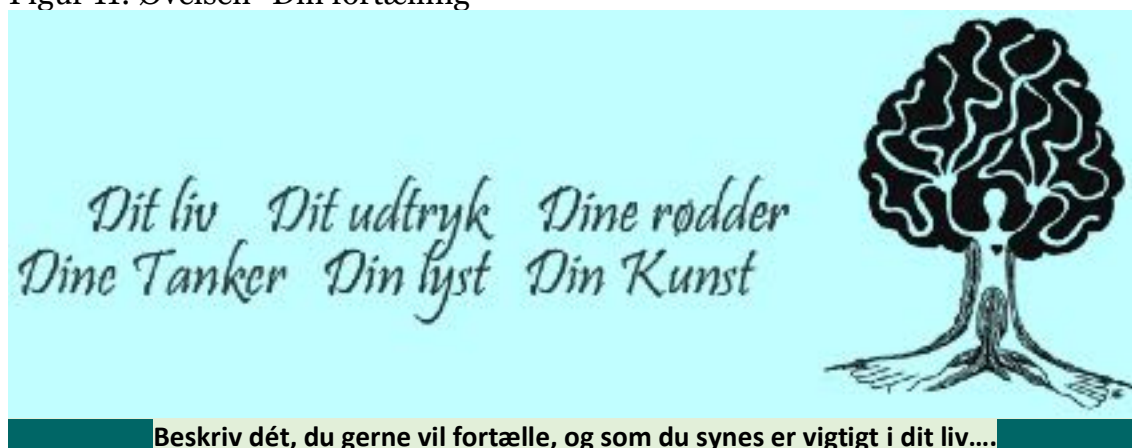 Figur 11: Øvelsen "Din fortælling"
Dit liv Dit udtryk Dine rødder
Dine Tanker Din lyst Din Kunst
Beskriv dét, du gerne vil fortælle, og som du synes er vigtigt i dit liv….